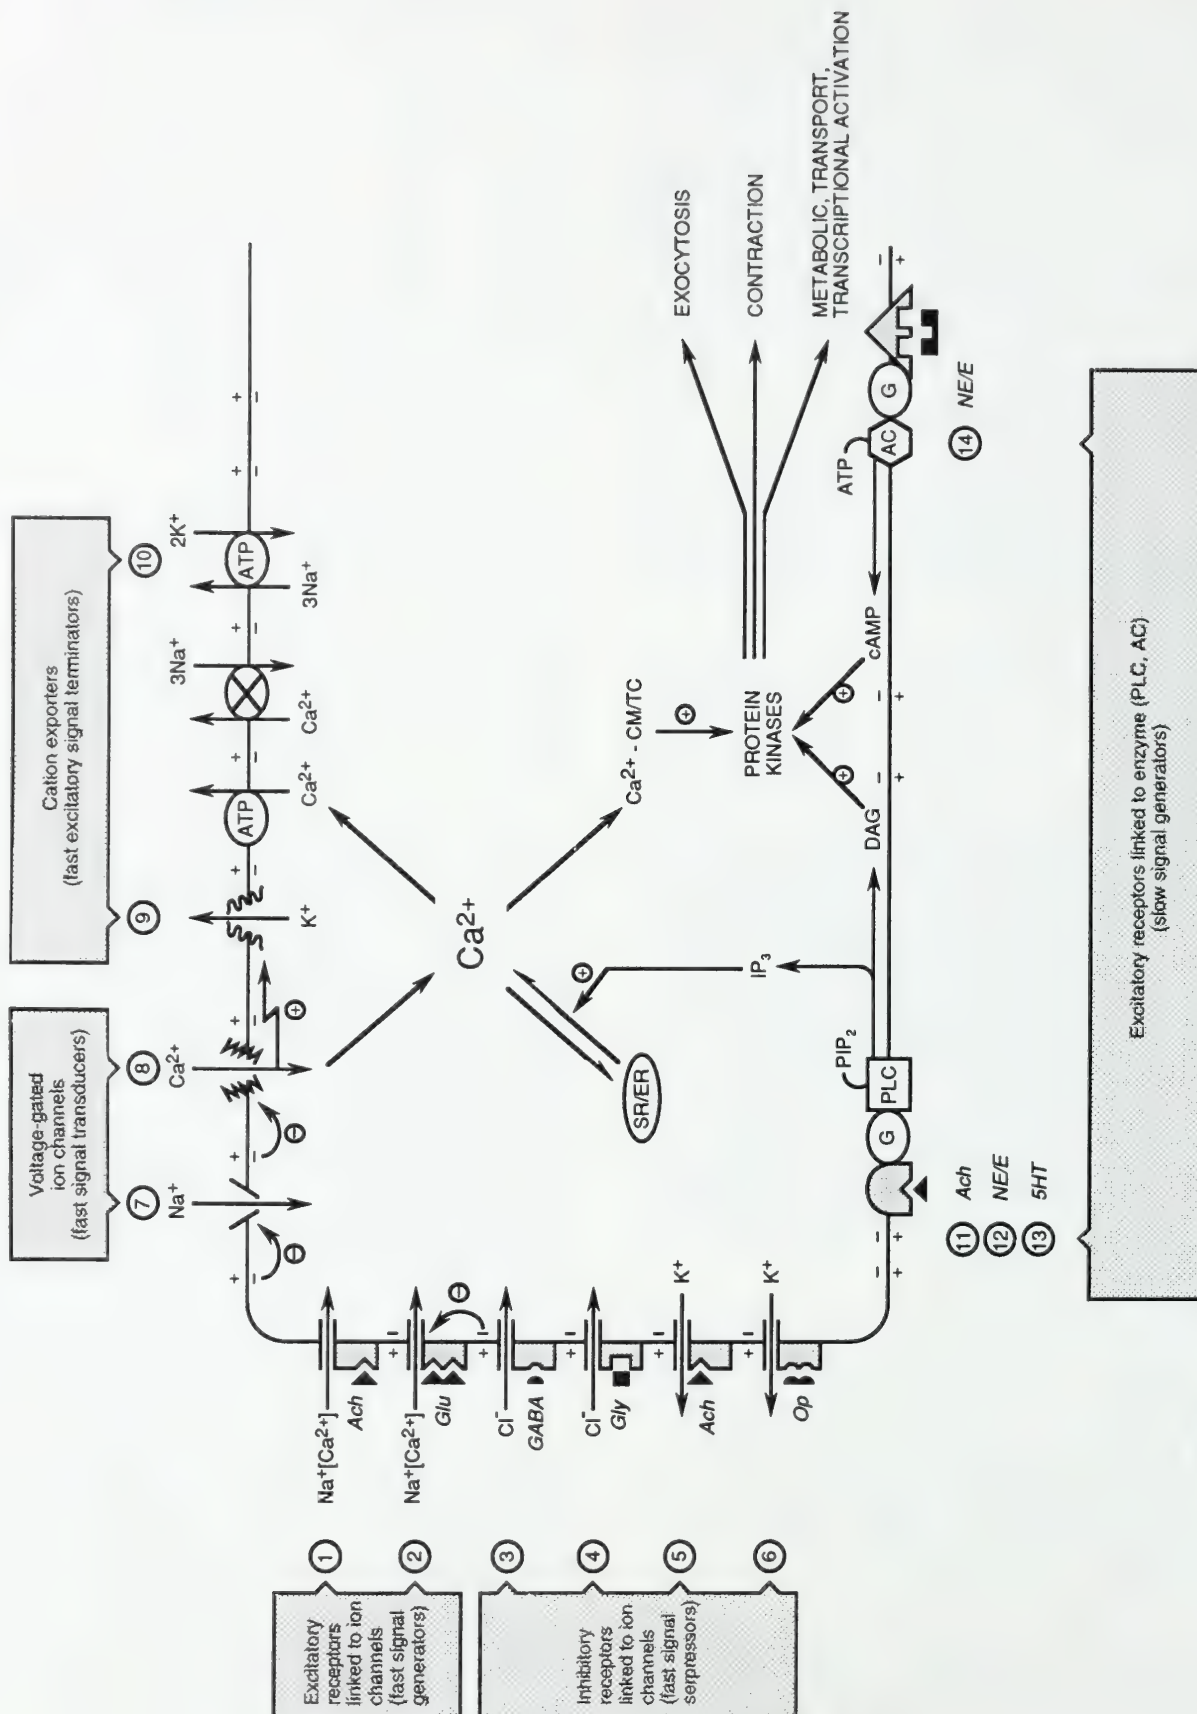 Excitatory
receptors
linked to ion
channels
(fast signal
generators)
1
2
Inhibitory
receptors
linked to ion
channels
(fast signal
serpressors)
3
4
5
6
Voltage-gated
ion channels
(fast signal transducers)
7
8
Cation exporters
(fast excitatory signal terminators)
9
10
Na⁺
Ca²⁺
K⁺
3Na⁺
2K⁺
ATP
Ca²⁺
Ca²⁺
ATP
3Na⁺
Na⁺[Ca²⁺]
Ach
Na⁺[Ca²⁺]
Glu
Cl⁻
GABA
Cl⁻
Gly
Ach
K⁺
Op
K⁺
Ca²⁺
SR/ER
IP₃
Ca²⁺ - CM/TC
PROTEIN
KINASES
DAG
cAMP
EXOCYTOSIS
CONTRACTION
METABOLIC, TRANSPORT,
TRANSCRIPTIONAL ACTIVATION
G
PLC
PIP₂
ATP
AC
G
11 Ach
12 NE/E
13 5HT
14 NE/E
Excitatory receptors linked to enzyme (PLC, AC)
(slow signal generators)